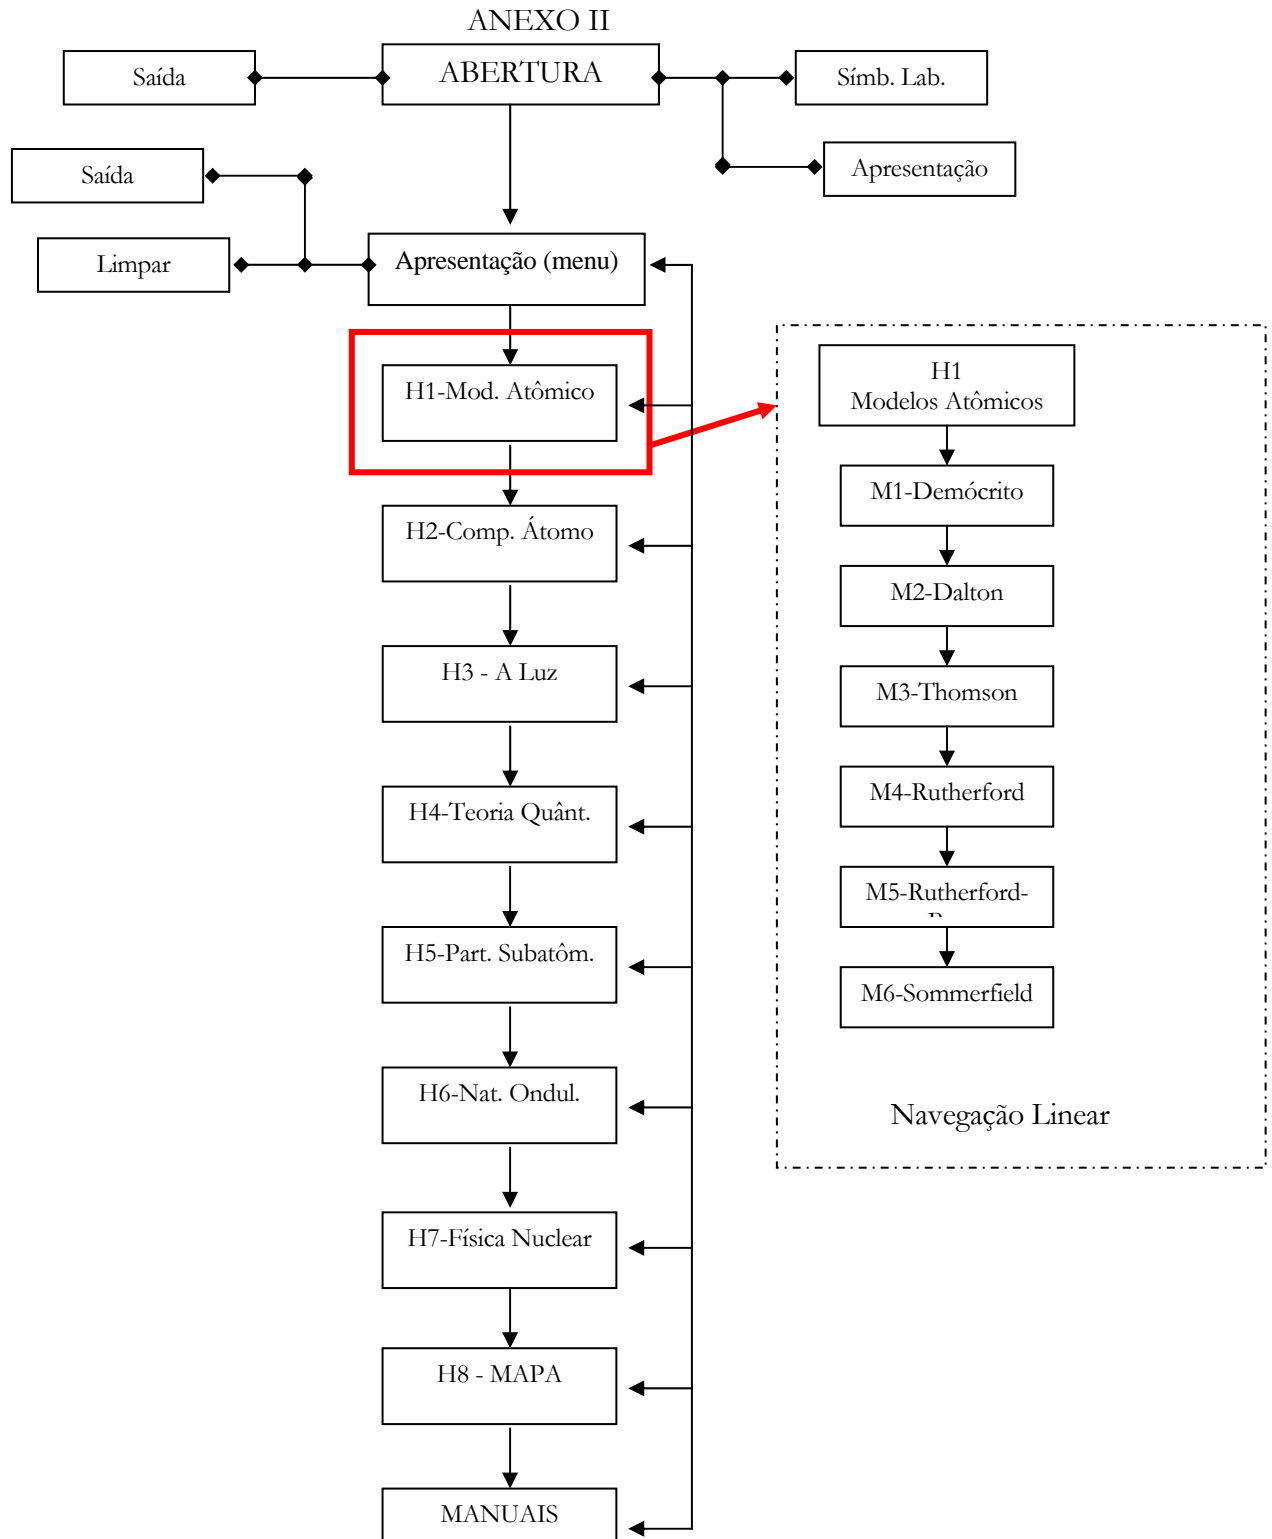 ANEXO II
Saída
ABERTURA
Símb. Lab.
Saída
Apresentação
Limpar
Apresentação (menu)
H1-Mod. Atômico
H2-Comp. Átomo
H3 - A Luz
H4-Teoria Quânt.
H5-Part. Subatôm.
H6-Nat. Ondul.
H7-Física Nuclear
H8 - MAPA
MANUAIS
H1
Modelos Atômicos
M1-Demócrito
M2-Dalton
M3-Thomson
M4-Rutherford
M5-Rutherford-
M6-Sommerfield
Navegação Linear